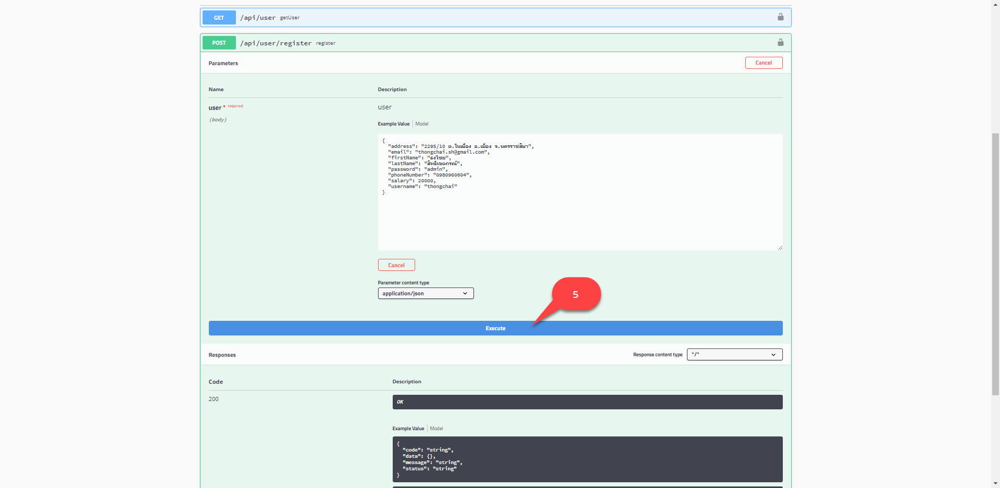 GET /api/user getUser
POST /api/user/register register
Parameters Cancel
Name Description
user * required user
(body)
Example Value Model
{
"address": "2295/10 ต.ในเมือง อ.เมือง จ.นครราชสีมา",
"email": "thongchai.sh@gmail.com",
"firstName": "ธงไชย",
"lastName": "สิทธิเขตกรณ์",
"password": "admin",
"phoneNumber": "0980960604",
"salary": 20000,
"username": "thongchai"
}
Cancel
Parameter content type
application/json
5
Execute
Responses Response content type */*
Code Description
200 OK
Example Value Model
{
"code": "string",
"data": {},
"message": "string",
"status": "string"
}